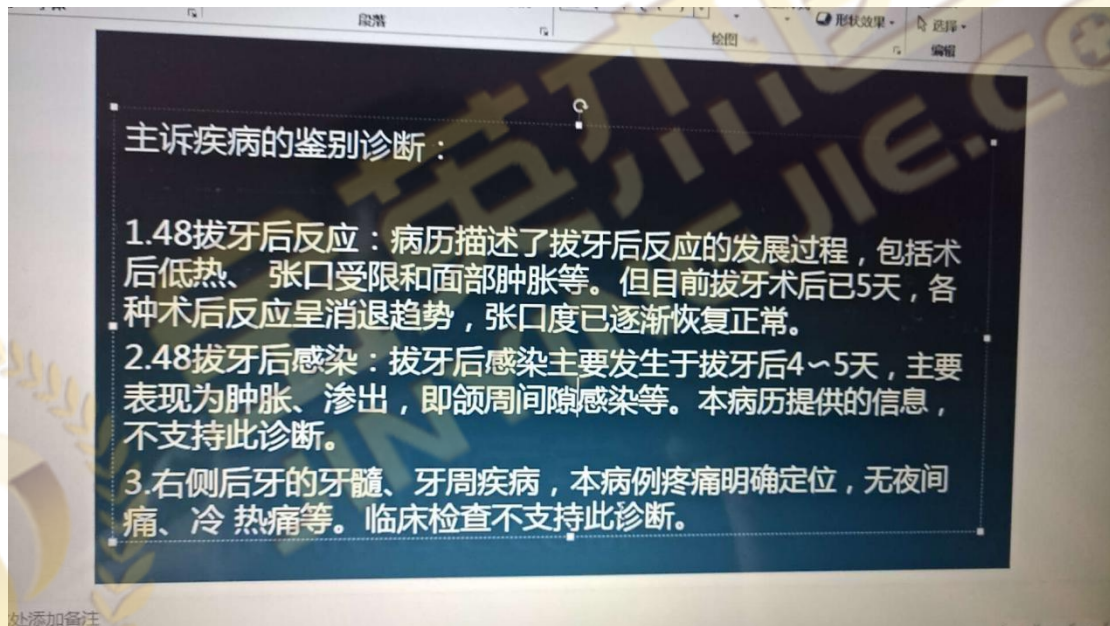 段落
绘图
形状效果
选择
编辑
主诉疾病的鉴别诊断：
1.48拔牙后反应：病历描述了拔牙后反应的发展过程，包括术
后低热、 张口受限和面部肿胀等。但目前拔牙术后已5天，各
种术后反应呈消退趋势，张口度已逐渐恢复正常。
2.48拔牙后感染：拔牙后感染主要发生于拔牙后4～5天，主要
表现为肿胀、渗出，即颌周间隙感染等。本病历提供的信息，
不支持此诊断。
3.右侧后牙的牙髓、牙周疾病，本病例疼痛明确定位，无夜间
痛、冷 热痛等。临床检查不支持此诊断。
处添加备注